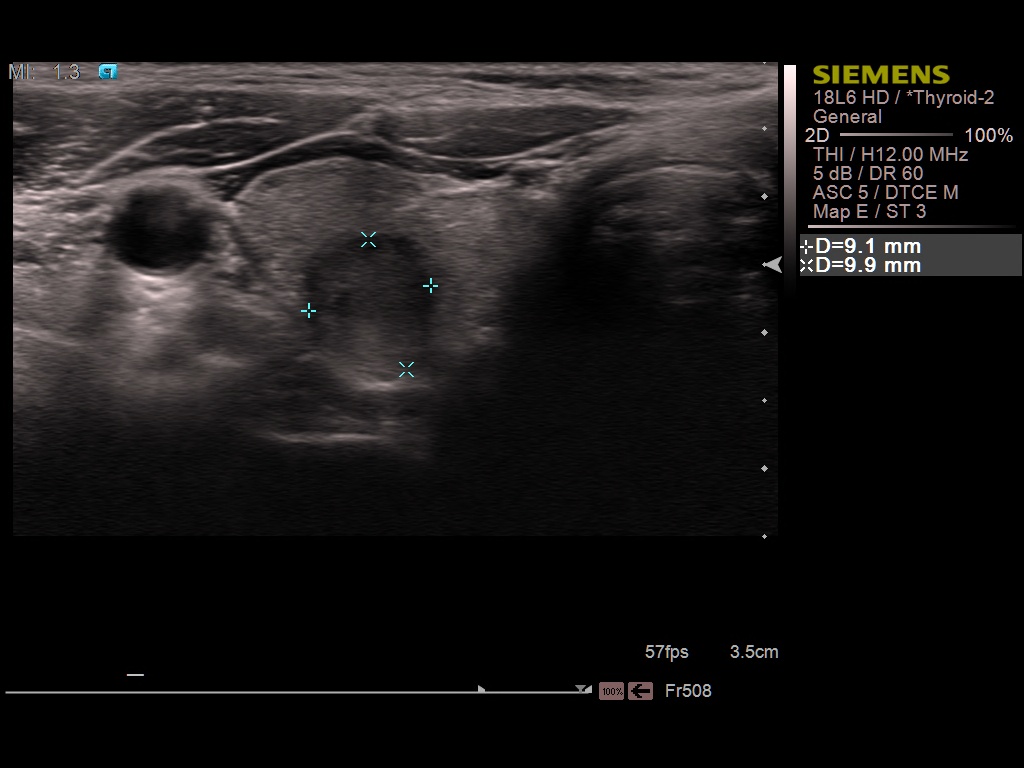 MI: 1.3
SIEMENS
18L6 HD / *Thyroid-2
General
2D 100%
THI / H12.00 MHz
5 dB / DR 60
ASC 5 / DTCE M
Map E / ST 3
D=9.1 mm
D=9.9 mm
57fps 3.5cm
100% Fr508